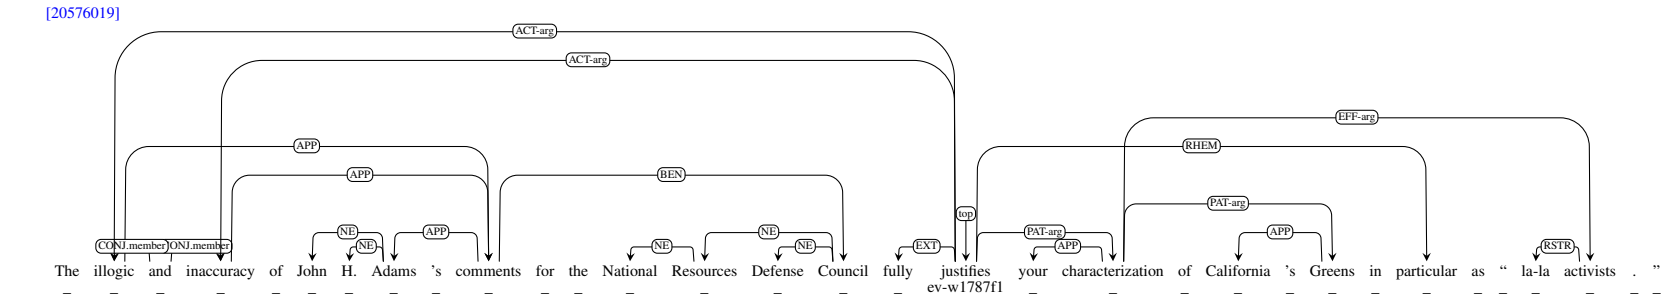 [20576019]
ACT-arg
ACT-arg
EFF-arg
APP RHEM
APP BEN
PAT-arg
top
NE APP NE PAT-arg APP
CONJ.member ONJ.member NE NE NE EXT APP RSTR
The illogic and inaccuracy of John H. Adams 's comments for the National Resources Defense Council fully justifies your characterization of California 's Greens in particular as “ la-la activists . ”
ev-w1787f1